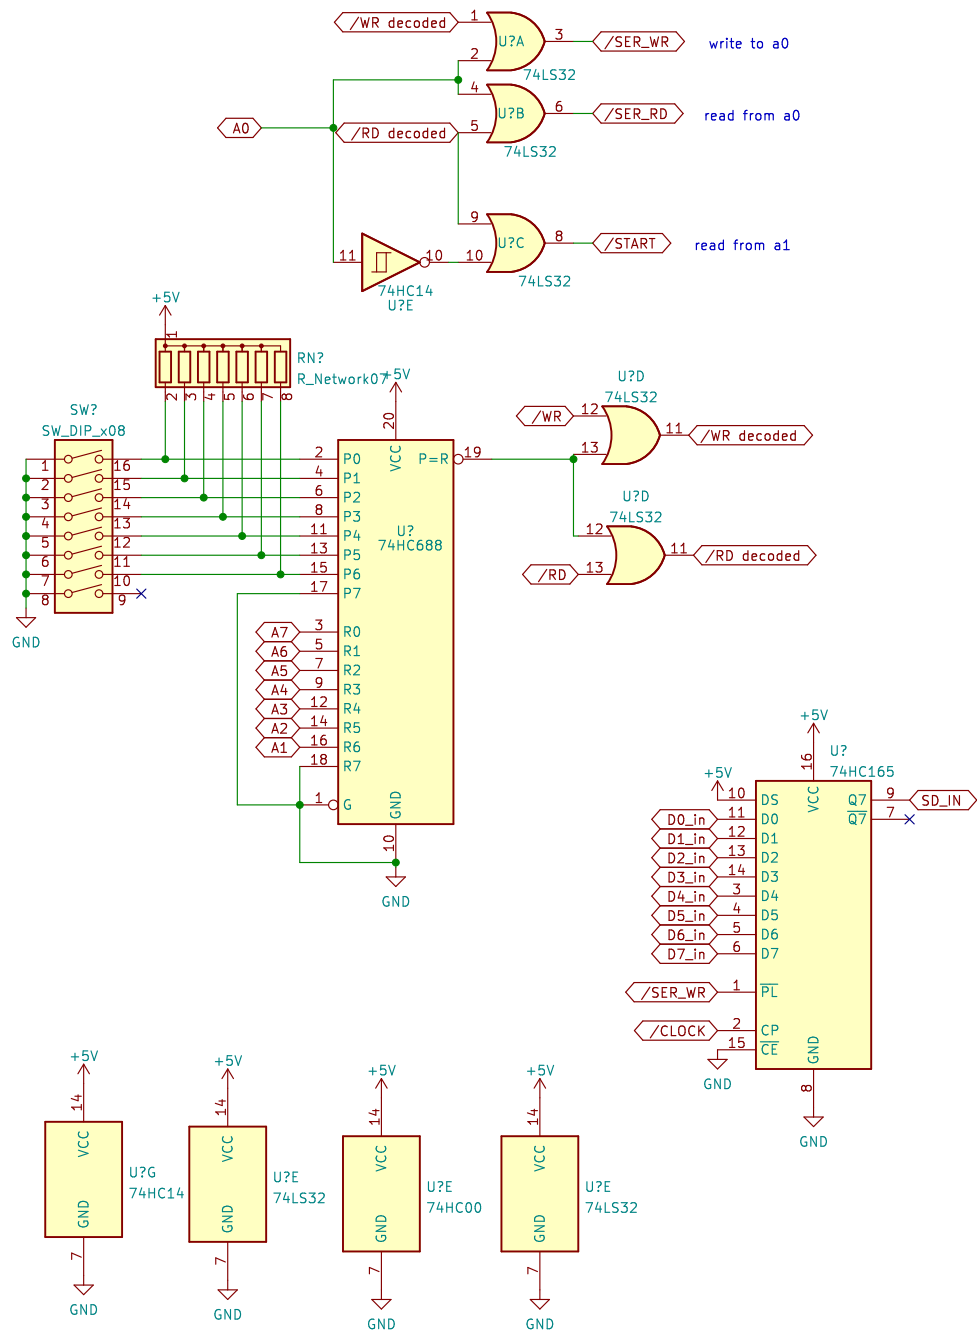 /WR decoded
1
2
U?A
3
/SER_WR
write to a0
74LS32
4
/RD decoded
5
U?B
6
/SER_RD
read from a0
74LS32
A0
9
10
U?C
8
/START
read from a1
74LS32
11
10
74HC14
U?E
+5V
1
RN?
R_Network07
2
3
4
5
6
7
8
SW?
SW_DIP_x08
1
16
2
15
3
14
4
13
5
12
6
11
7
10
8
9
GND
+5V
20
VCC
2
P0
P=R
19
4
P1
6
P2
8
P3
11
P4
13
P5
15
P6
17
P7
U?
74HC688
A7
3
R0
A6
5
R1
A5
7
R2
A4
9
R3
A3
12
R4
A2
14
R5
A1
16
R6
18
R7
1
G
GND
10
GND
U?D
74LS32
/WR
12
13
11
/WR decoded
U?D
74LS32
12
/RD
13
11
/RD decoded
+5V
16
VCC
U?
74HC165
+5V
10
DS
Q7
9
SD_IN
D0_in
11
D0
Q7
7
D1_in
12
D1
D2_in
13
D2
D3_in
14
D3
D4_in
3
D4
D5_in
4
D5
D6_in
5
D6
D7_in
6
D7
/SER_WR
1
PL
/CLOCK
2
CP
15
CE
GND
GND
8
GND
+5V
14
VCC
GND
7
GND
U?G
74HC14
+5V
14
VCC
GND
7
GND
U?E
74LS32
+5V
14
VCC
GND
7
GND
U?E
74HC00
+5V
14
VCC
GND
7
GND
U?E
74LS32